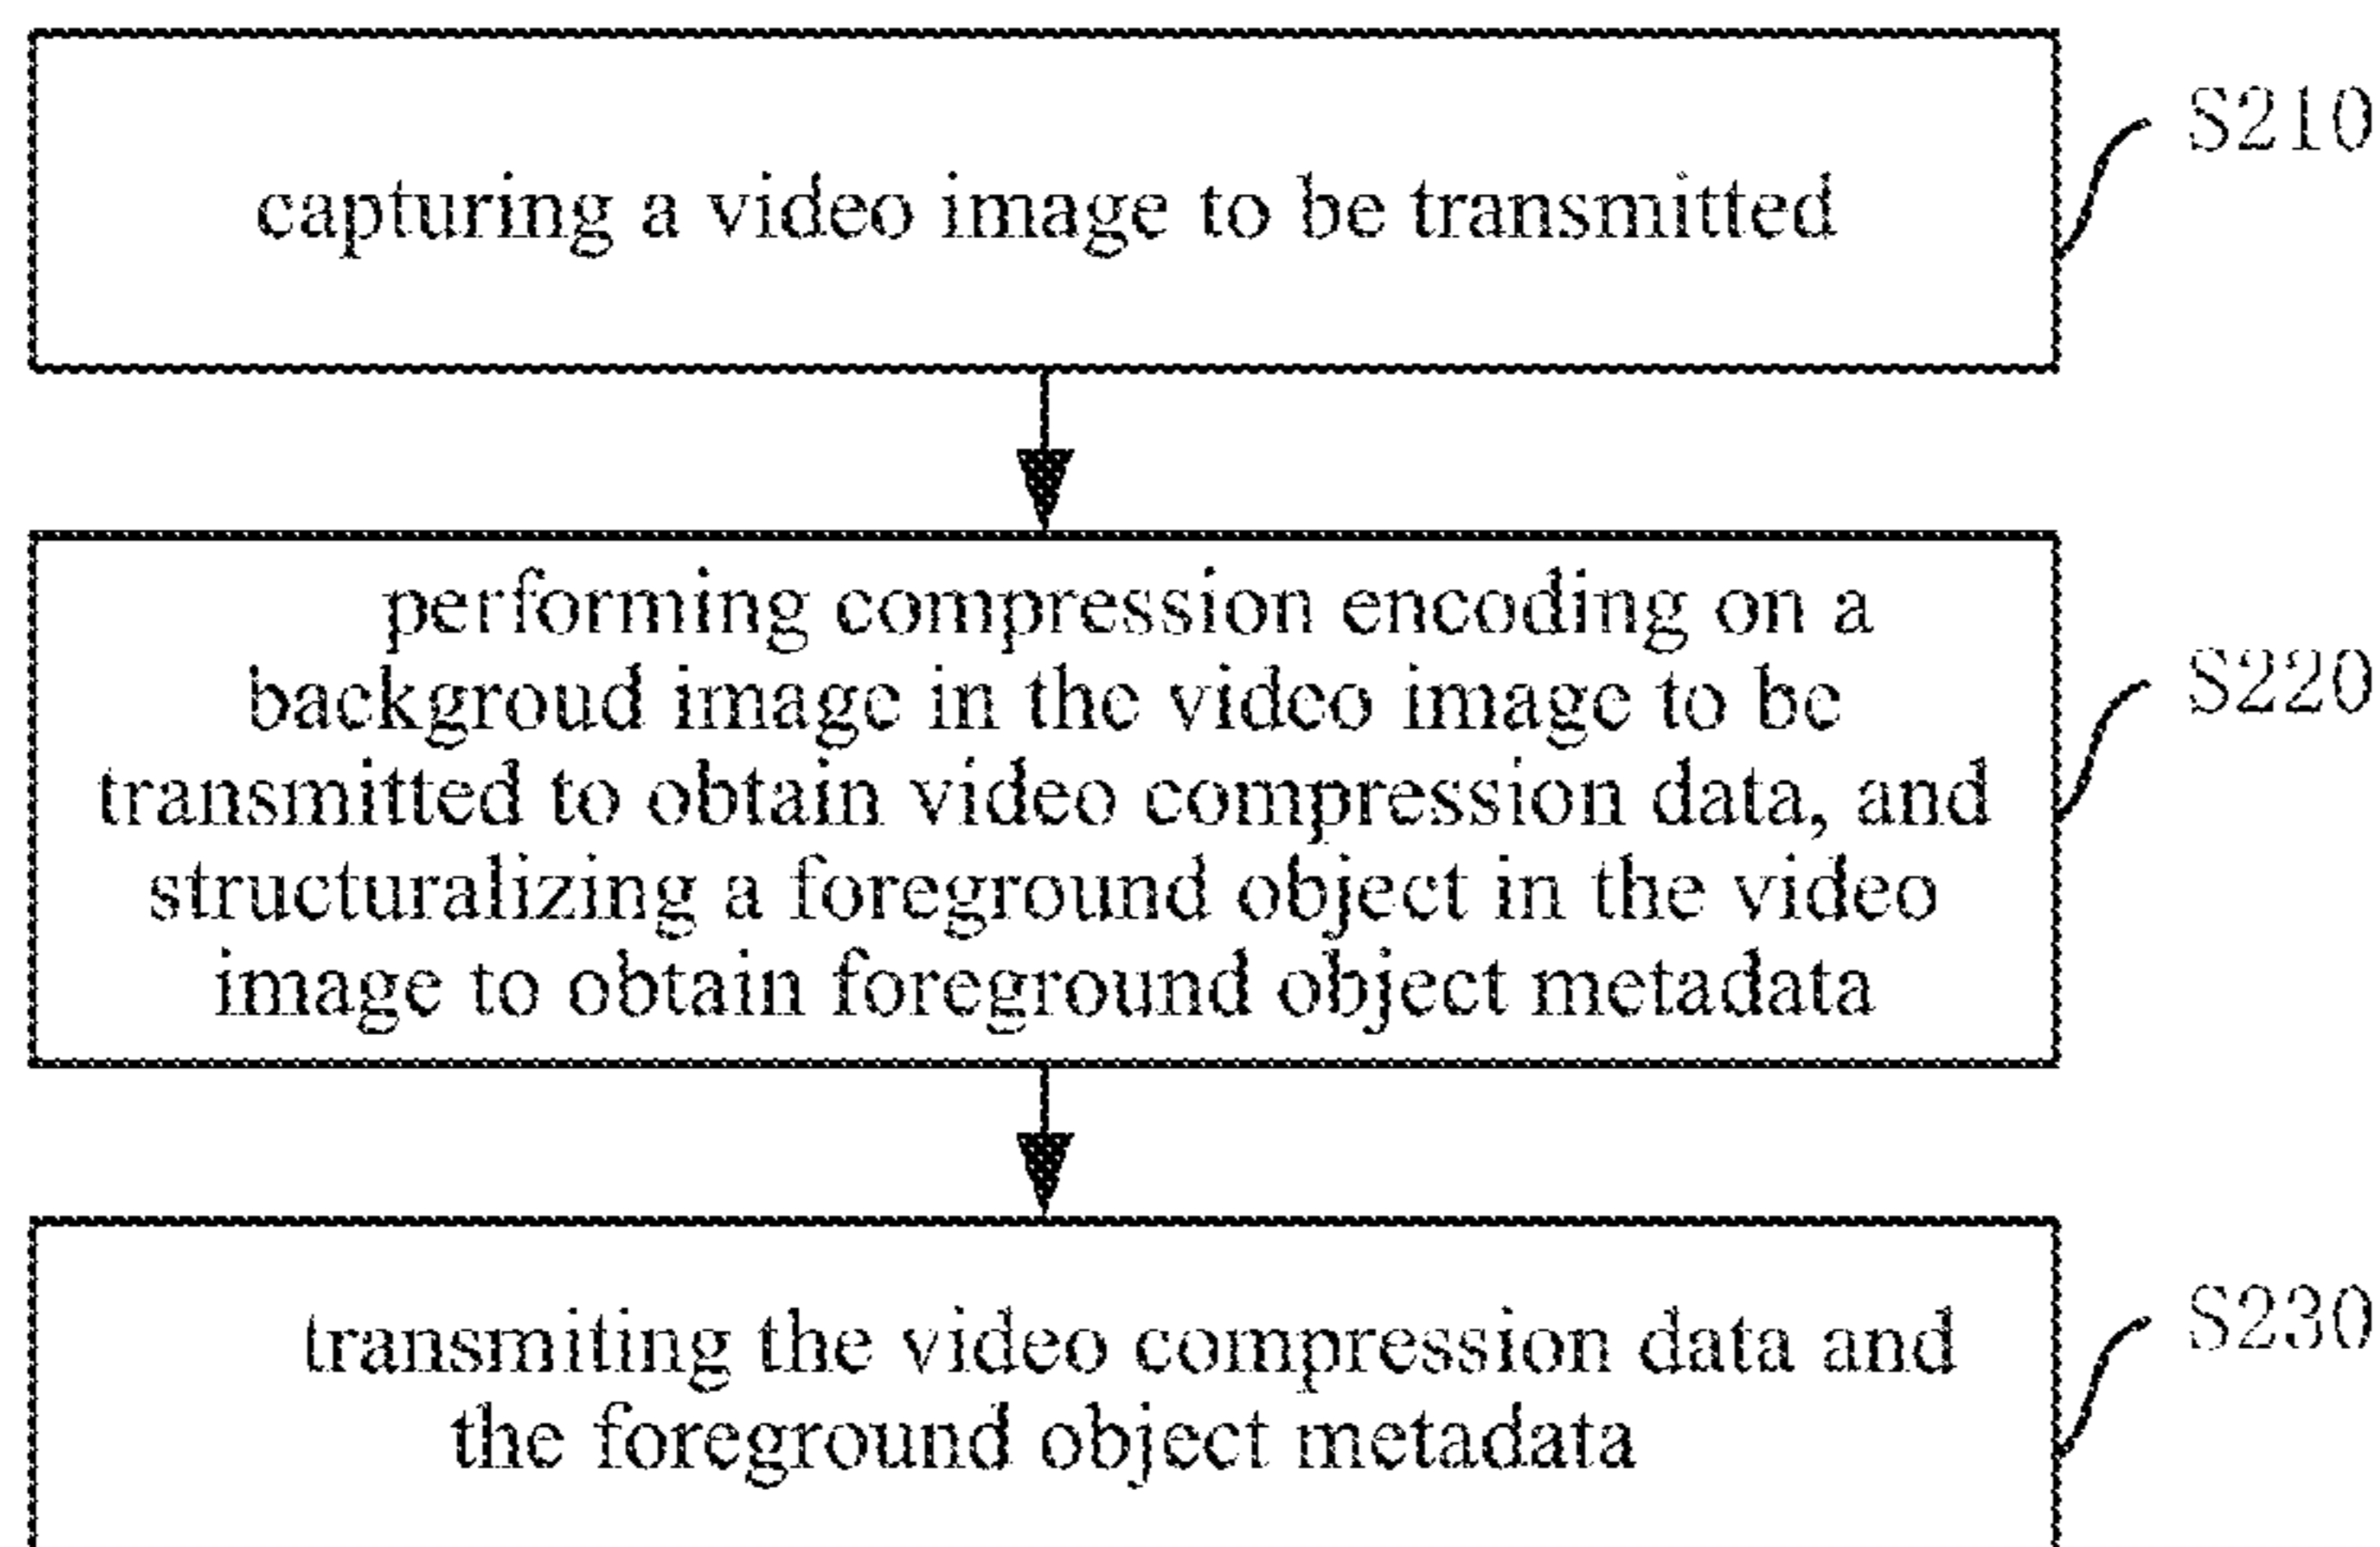 S210
capturing a video image to be transmitted
performing compression encoding on a
backgroud image in the video image to be
transmitted to obtain video compression data, and
structuralizing a foreground object in the video
image to obtain foreground object metadata
S220
transmiting the video compression data and
the foreground object metadata
S230